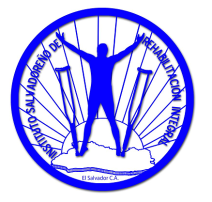 INSTITUTO SALVADOREÑO DE
REHABILITACIÓN INTEGRAL
El Salvador C.A.